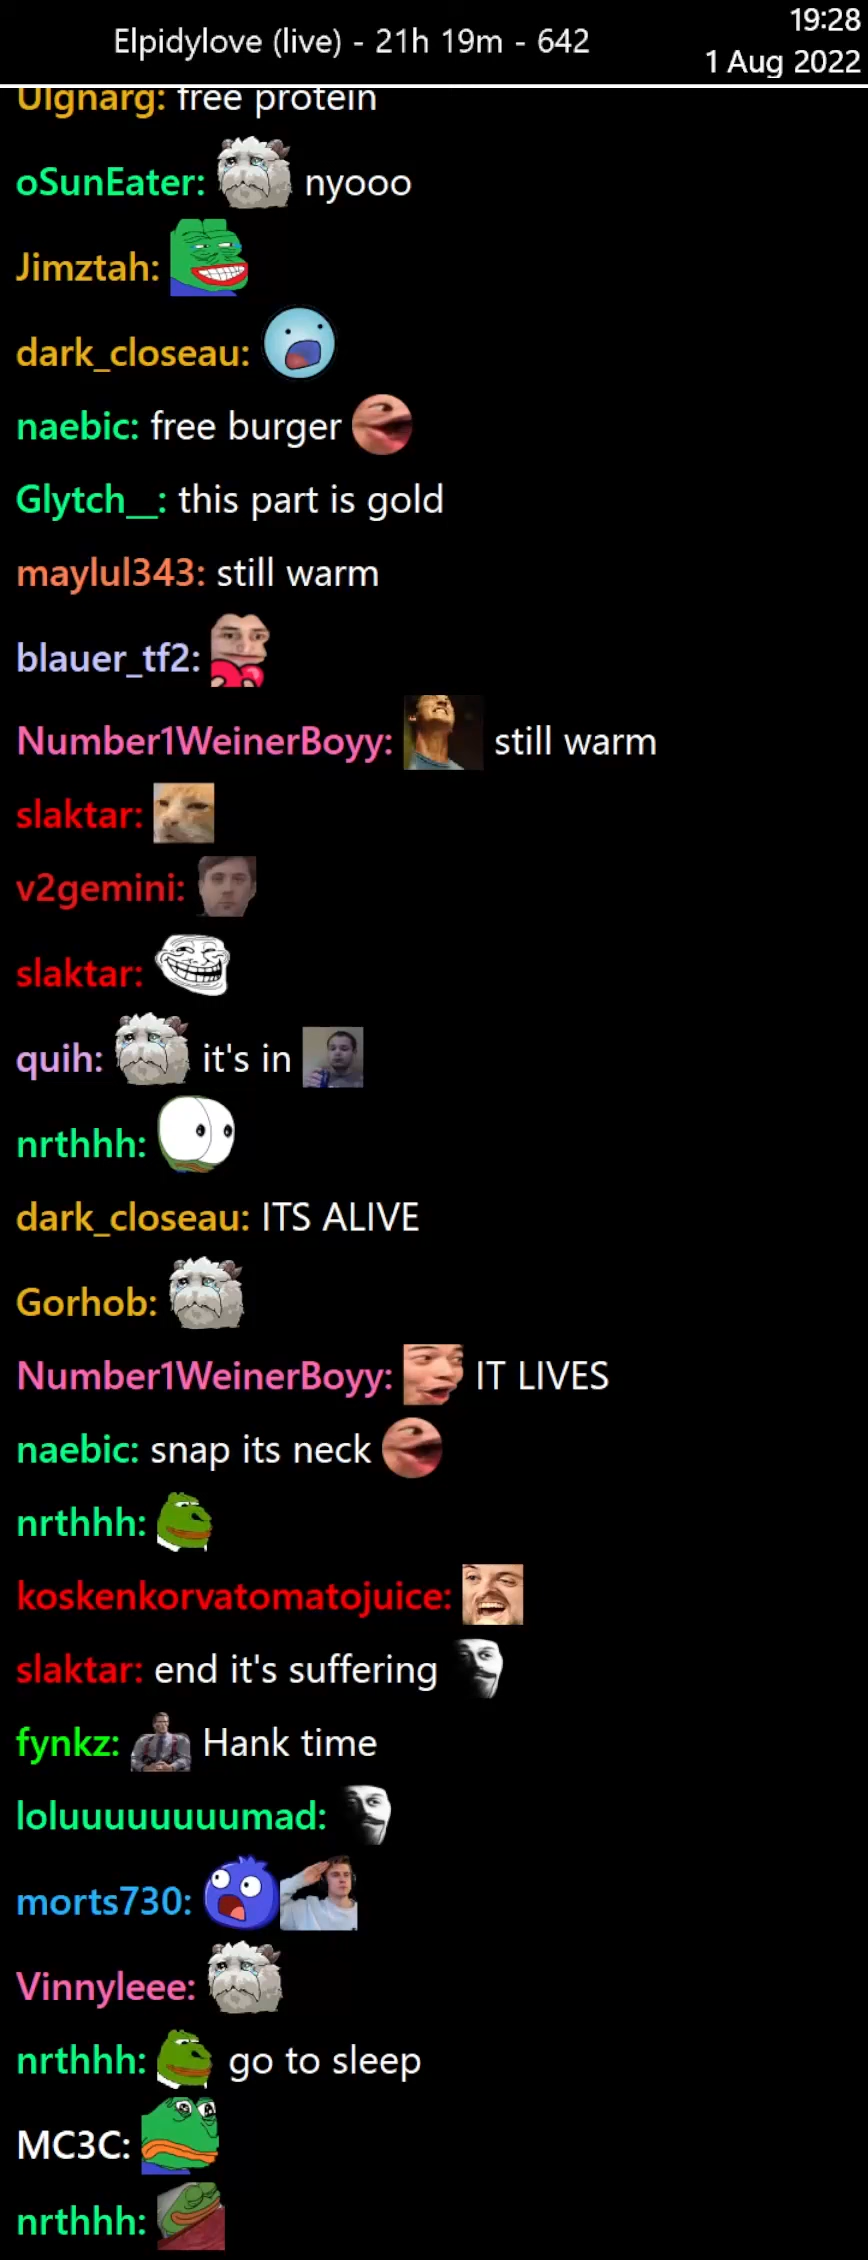 Elpidylove (live) - 21h 19m - 642
19:28
1 Aug 2022
Ulgnarg: free protein
oSunEater: nyooo
Jimztah:
dark_closeau:
naebic: free burger
Glytch__: this part is gold
maylul343: still warm
blauer_tf2:
Number1WeinerBoyy: still warm
slaktar:
v2gemini:
slaktar:
quih: it's in
nrthhh:
dark_closeau: ITS ALIVE
Gorhob:
Number1WeinerBoyy: IT LIVES
naebic: snap its neck
nrthhh:
koskenkorvatomatojuice:
slaktar: end it's suffering
fynkz: Hank time
loluuuuuuuumad:
morts730:
Vinnyleee:
nrthhh: go to sleep
MC3C:
nrthhh: